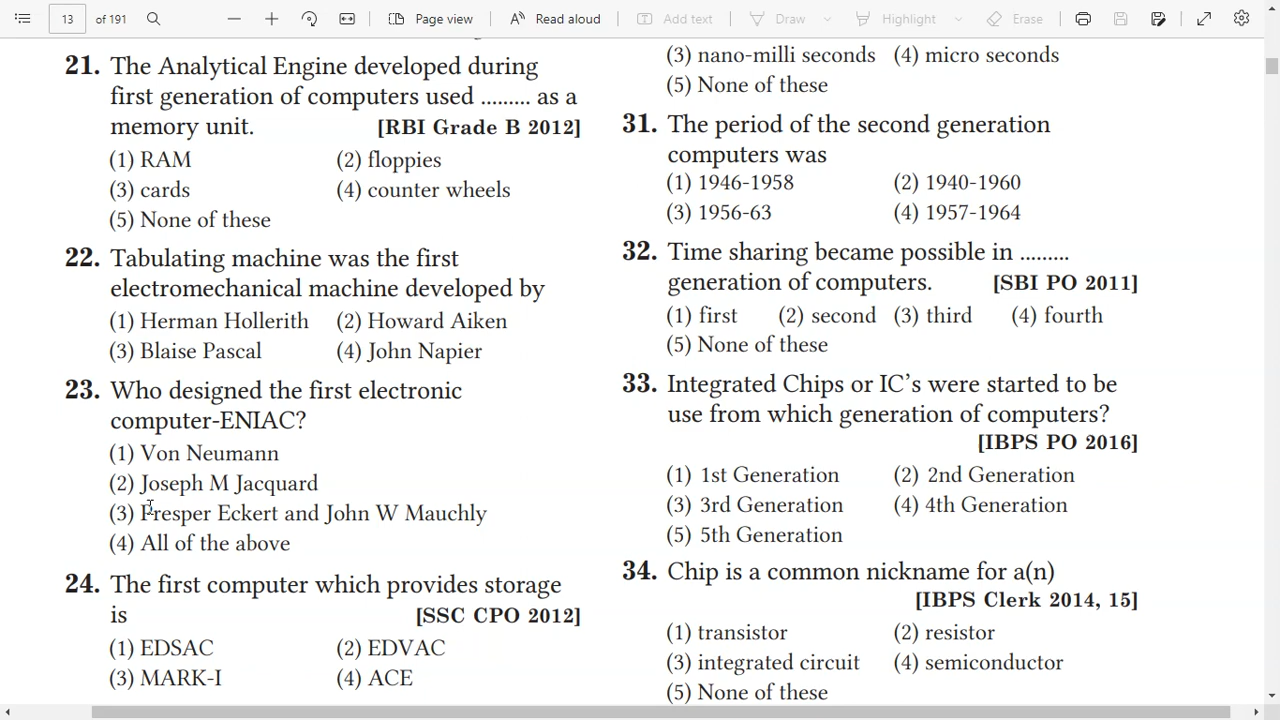 13 of 191 Page view Read aloud Add text Draw Highlight Erase
21. The Analytical Engine developed during
first generation of computers used ......... as a
memory unit. [RBI Grade B 2012]
(1) RAM (2) floppies
(3) cards (4) counter wheels
(5) None of these
22. Tabulating machine was the first
electromechanical machine developed by
(1) Herman Hollerith (2) Howard Aiken
(3) Blaise Pascal (4) John Napier
23. Who designed the first electronic
computer-ENIAC?
(1) Von Neumann
(2) Joseph M Jacquard
(3) Presper Eckert and John W Mauchly
(4) All of the above
24. The first computer which provides storage
is [SSC CPO 2012]
(1) EDSAC (2) EDVAC
(3) MARK-I (4) ACE
(3) nano-milli seconds (4) micro seconds
(5) None of these
31. The period of the second generation
computers was
(1) 1946-1958 (2) 1940-1960
(3) 1956-63 (4) 1957-1964
32. Time sharing became possible in .........
generation of computers. [SBI PO 2011]
(1) first (2) second (3) third (4) fourth
(5) None of these
33. Integrated Chips or IC's were started to be
use from which generation of computers?
[IBPS PO 2016]
(1) 1st Generation (2) 2nd Generation
(3) 3rd Generation (4) 4th Generation
(5) 5th Generation
34. Chip is a common nickname for a(n)
[IBPS Clerk 2014, 15]
(1) transistor (2) resistor
(3) integrated circuit (4) semiconductor
(5) None of these